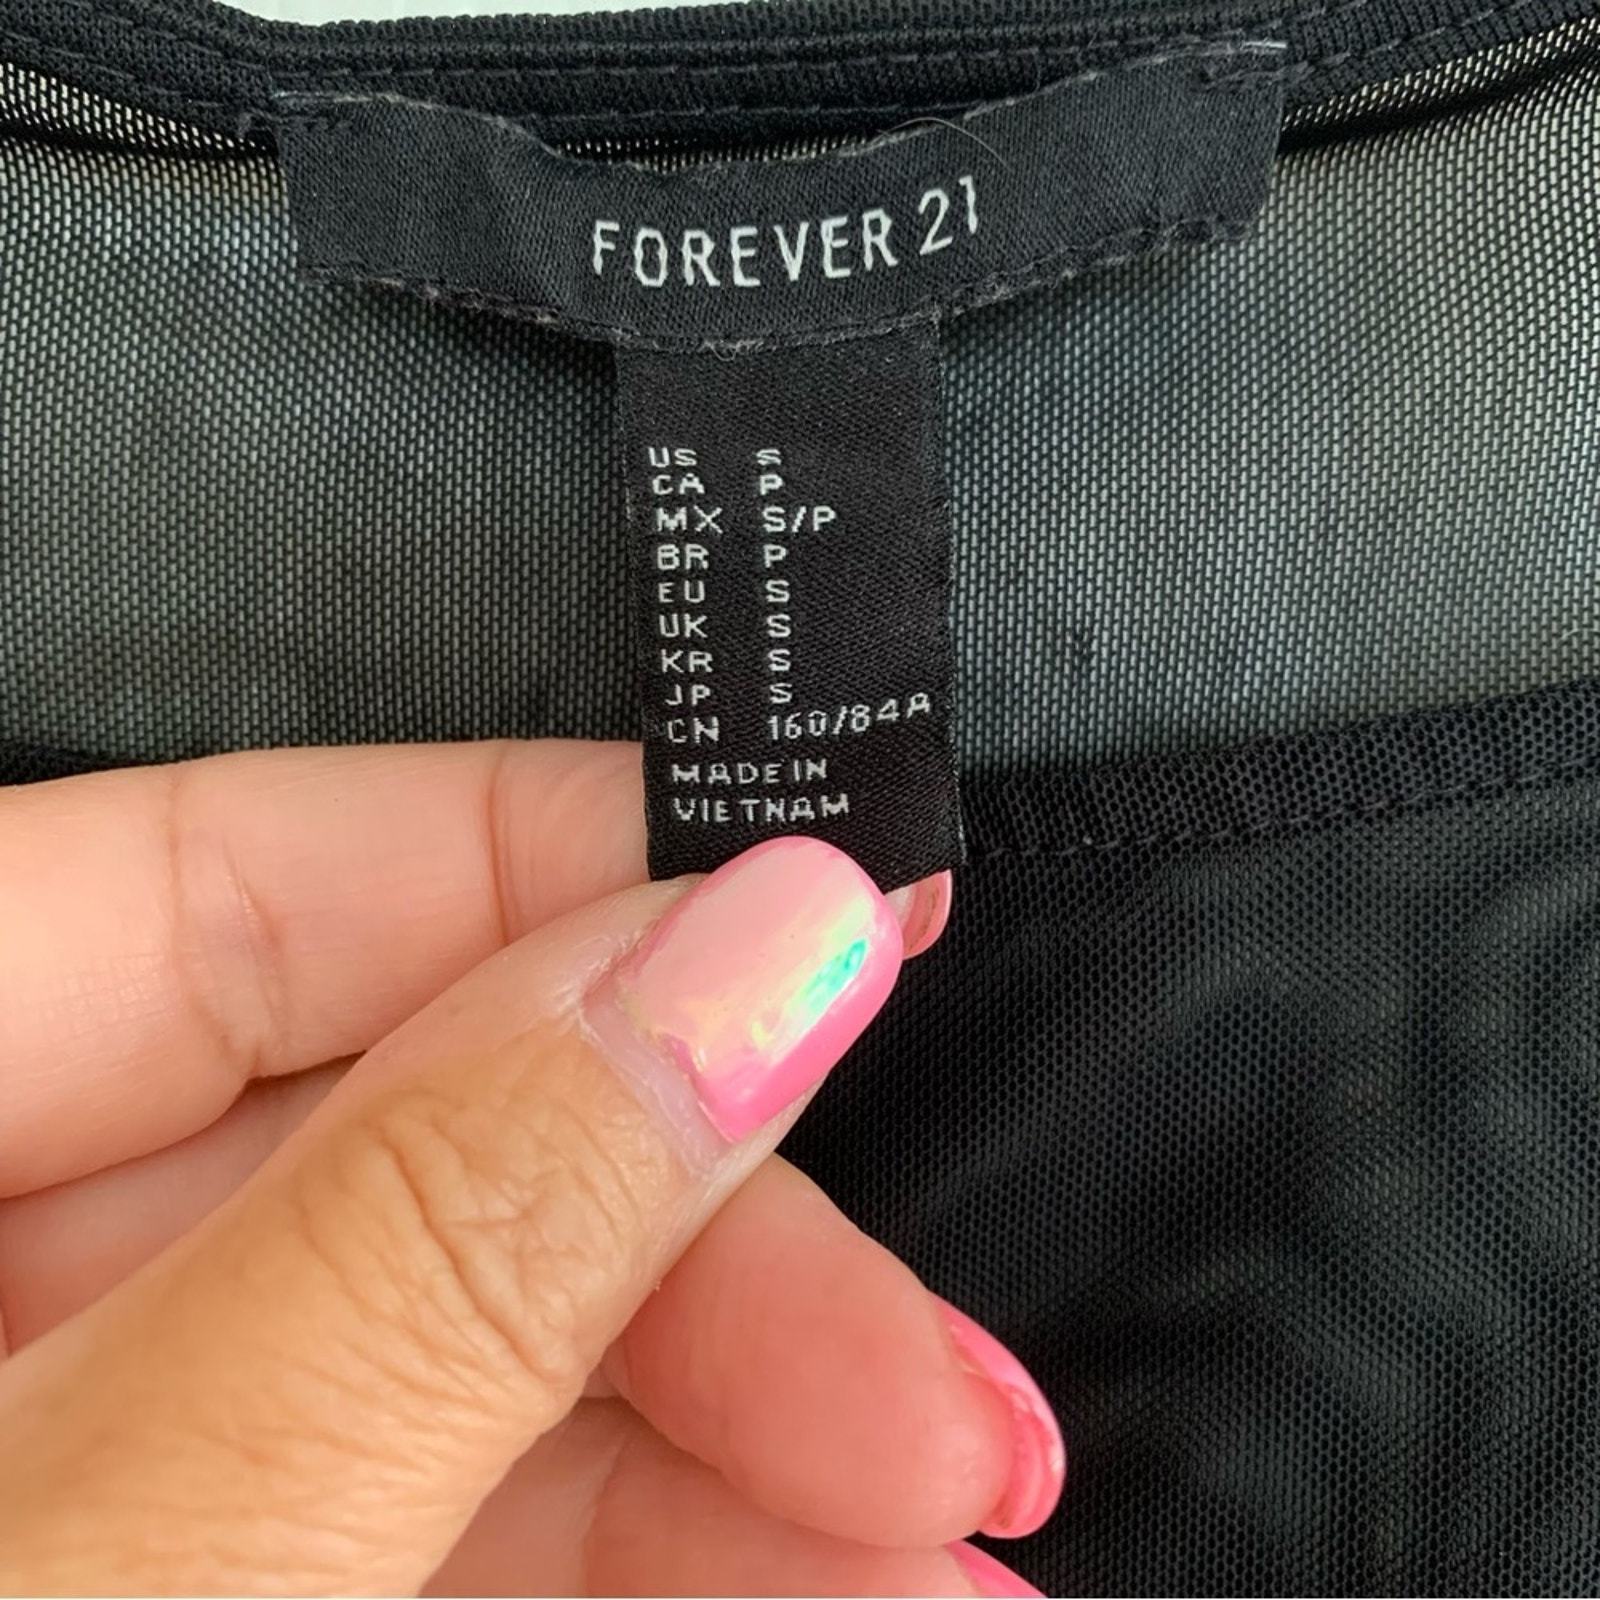 FOREVER 21
US S
CA P
MX S/P
BR P
EU S
UK S
KR S
JP S
CN 160/84A
MADE IN
VIETNAM